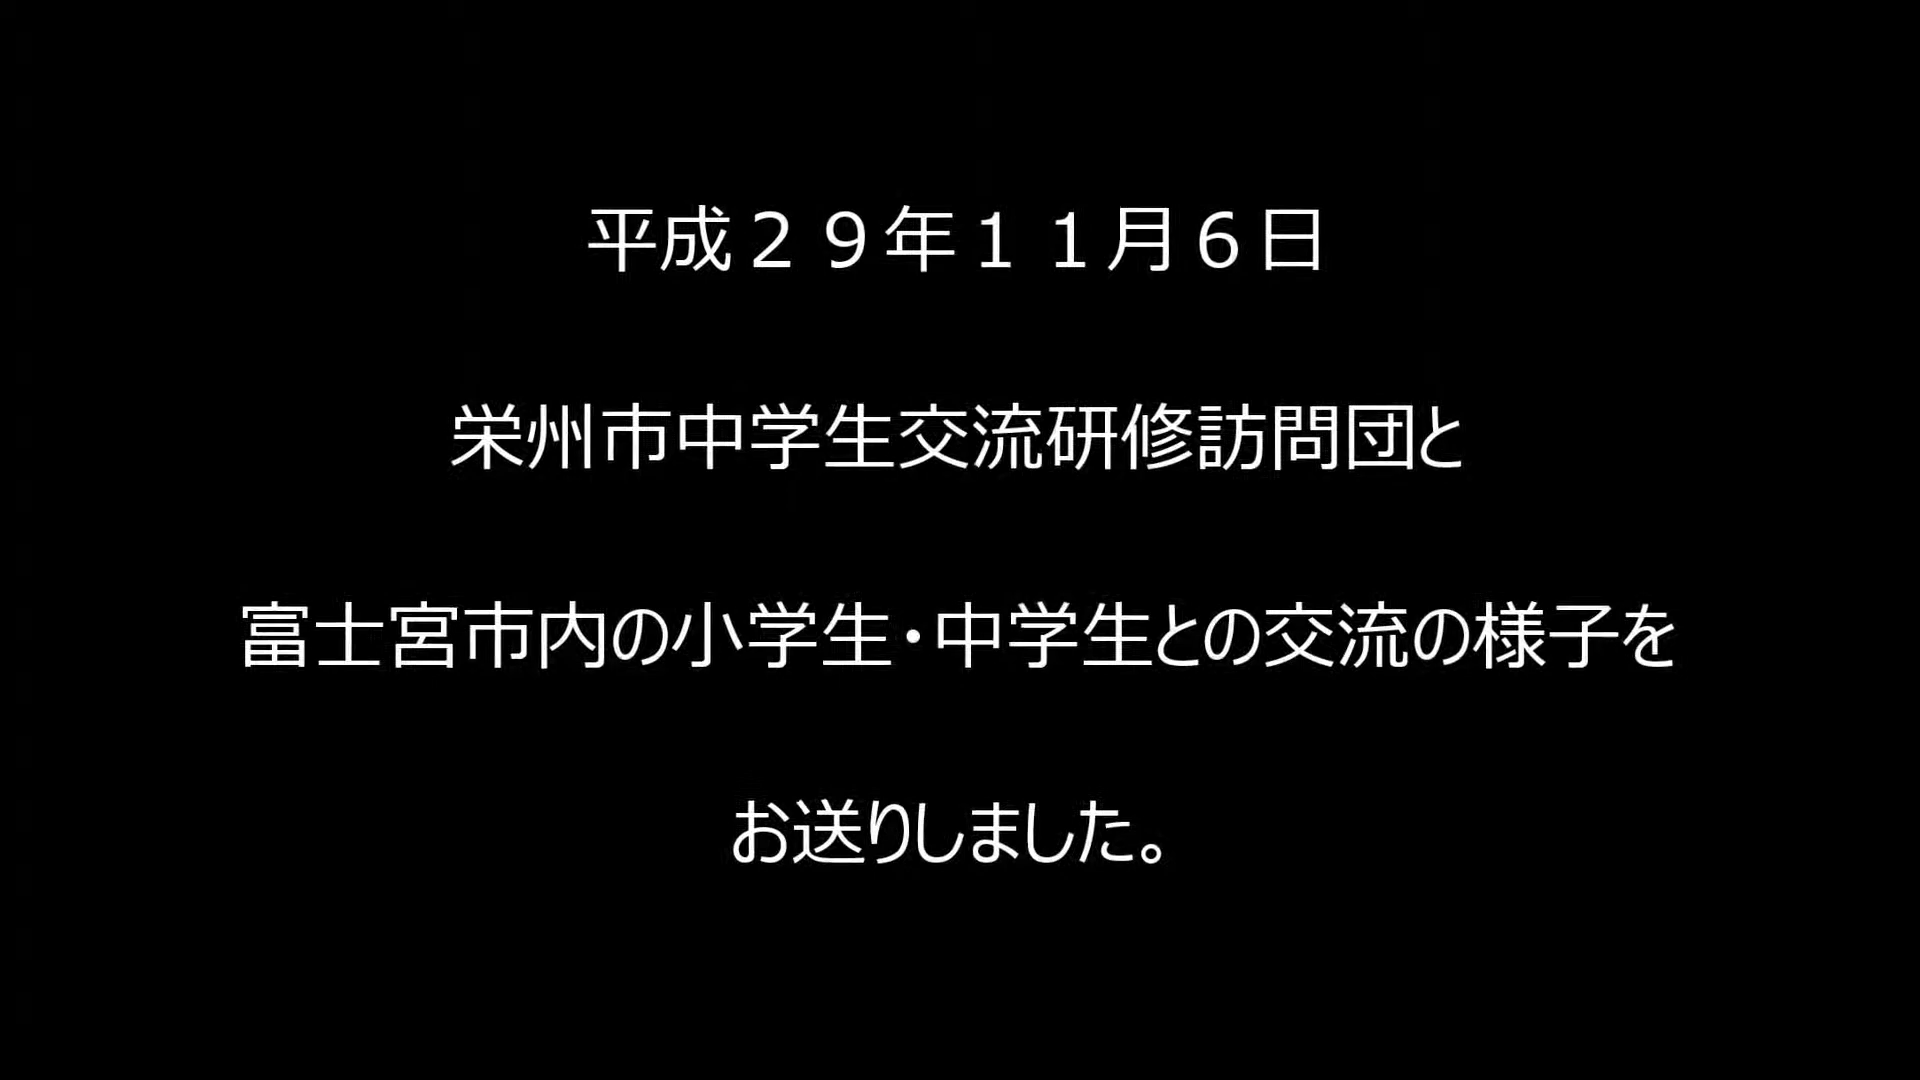 平成２９年１１月６日
栄州市中学生交流研修訪問団と
富士宮市内の小学生・中学生との交流の様子を
お送りしました。